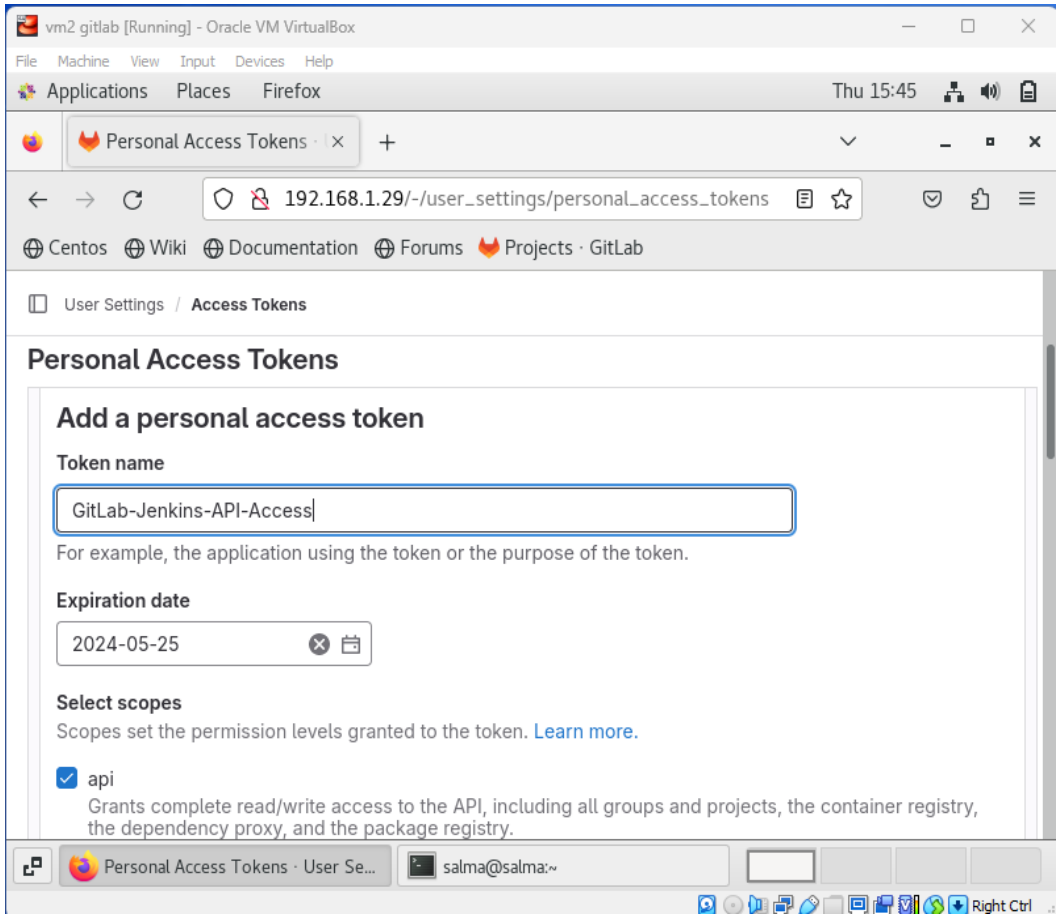 vm2 gitlab [Running] - Oracle VM VirtualBox
File Machine View Input Devices Help
Applications Places Firefox Thu 15:45
Personal Access Tokens ·
192.168.1.29/-/user_settings/personal_access_tokens
Centos Wiki Documentation Forums Projects · GitLab
User Settings / Access Tokens
Personal Access Tokens
Add a personal access token
Token name
GitLab-Jenkins-API-Access
For example, the application using the token or the purpose of the token.
Expiration date
2024-05-25
Select scopes
Scopes set the permission levels granted to the token. Learn more.
api
Grants complete read/write access to the API, including all groups and projects, the container registry,
the dependency proxy, and the package registry.
Personal Access Tokens · User Se... salma@salma:~
Right Ctrl